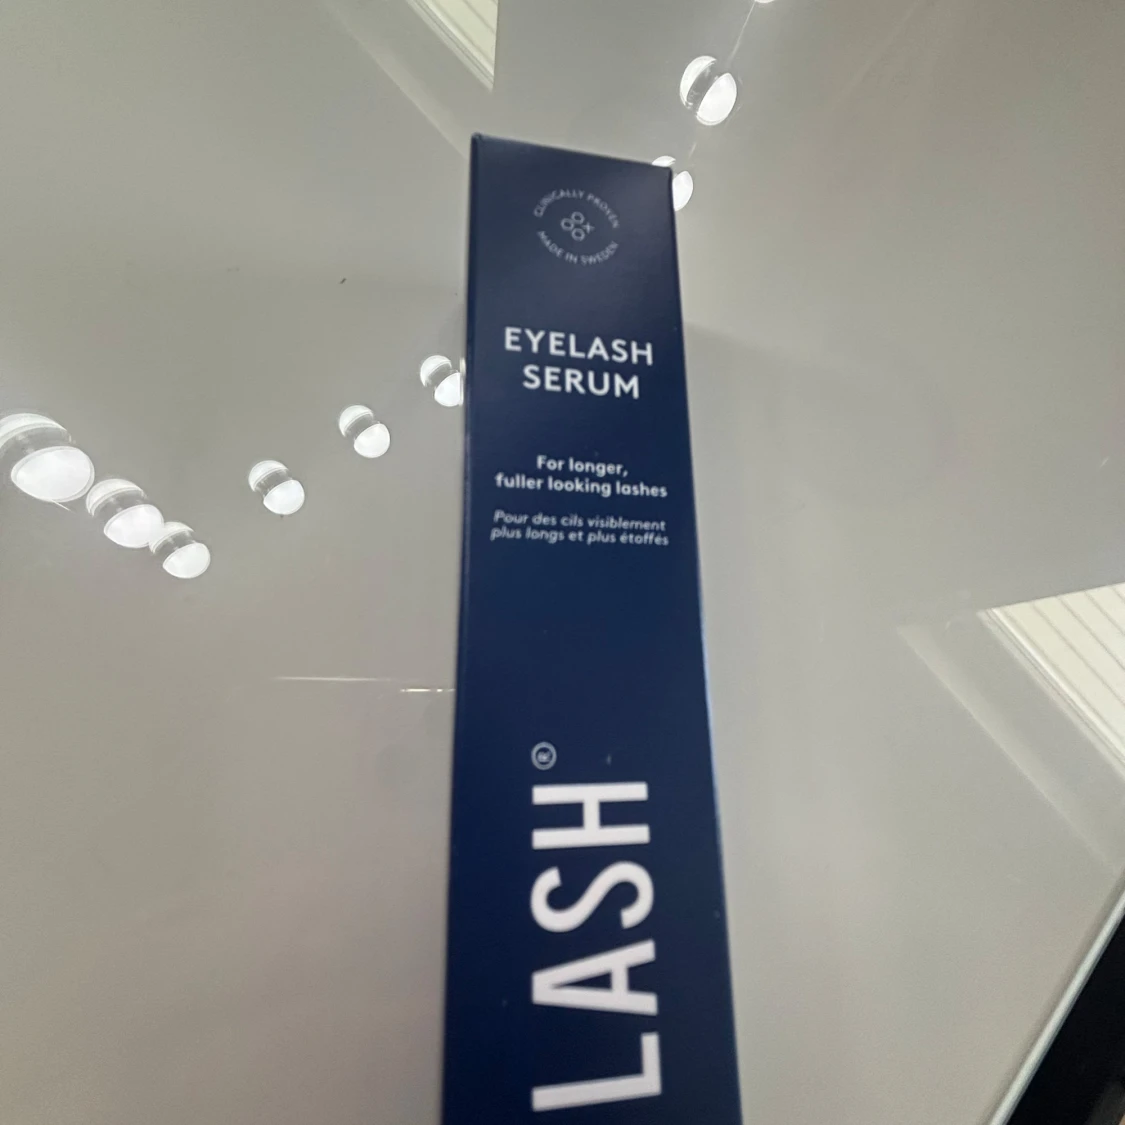 CLINICALLY PROVEN
MADE IN SWEDEN
EYELASH
SERUM
For longer,
fuller looking lashes
Pour des cils visiblement
plus longs et plus étoffés
LASH®